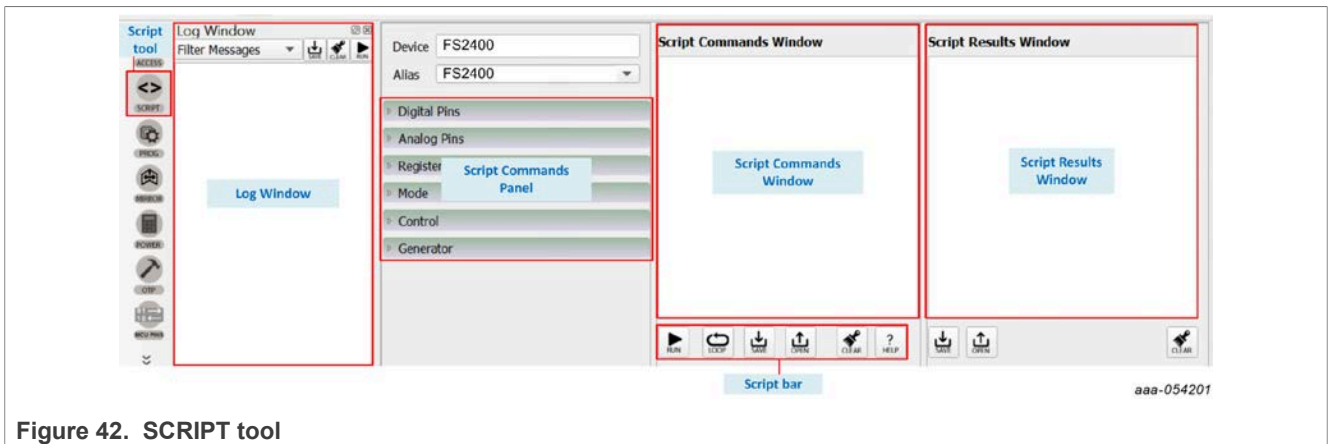 Script tool
ACCESS
<>
SCRIPT
PROG
MIRROR
POWER
OTP
MCU PINS
Log Window
Filter Messages
SAVE
CLEAR
RUN
Log Window
Device FS2400
Alias FS2400
Digital Pins
Analog Pins
Register
Mode
Control
Generator
Script Commands Panel
Script Commands Window
Script Commands Window
RUN
LOOP
SAVE
OPEN
CLEAR
? HELP
Script bar
Script Results Window
Script Results Window
SAVE
OPEN
CLEAR
aaa-054201
Figure 42. SCRIPT tool